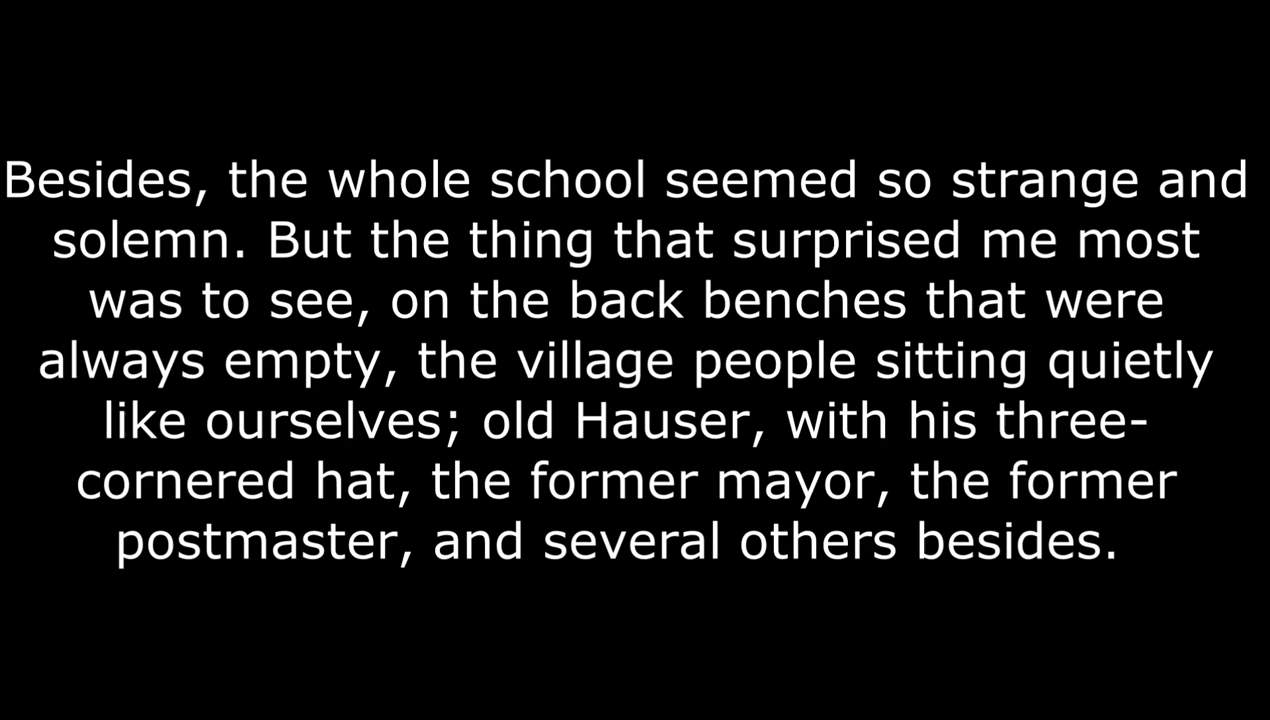 Besides, the whole school seemed so strange and
solemn. But the thing that surprised me most
was to see, on the back benches that were
always empty, the village people sitting quietly
like ourselves; old Hauser, with his three-
cornered hat, the former mayor, the former
postmaster, and several others besides.